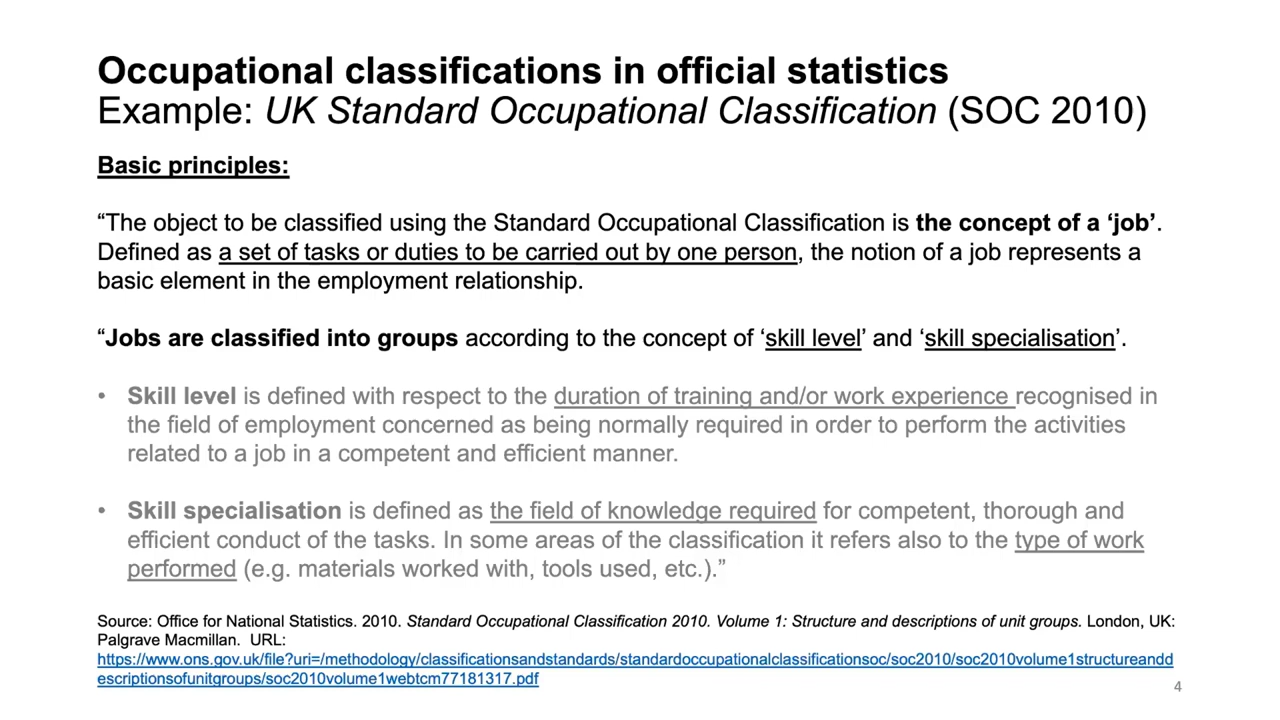 Occupational classifications in official statistics
Example: UK Standard Occupational Classification (SOC 2010)
Basic principles:
“The object to be classified using the Standard Occupational Classification is the concept of a ‘job’.
Defined as a set of tasks or duties to be carried out by one person, the notion of a job represents a
basic element in the employment relationship.
“Jobs are classified into groups according to the concept of ‘skill level’ and ‘skill specialisation’.
• Skill level is defined with respect to the duration of training and/or work experience recognised in
the field of employment concerned as being normally required in order to perform the activities
related to a job in a competent and efficient manner.
• Skill specialisation is defined as the field of knowledge required for competent, thorough and
efficient conduct of the tasks. In some areas of the classification it refers also to the type of work
performed (e.g. materials worked with, tools used, etc.).”
Source: Office for National Statistics. 2010. Standard Occupational Classification 2010. Volume 1: Structure and descriptions of unit groups. London, UK:
Palgrave Macmillan. URL:
https://www.ons.gov.uk/file?uri=/methodology/classificationsandstandards/standardoccupationalclassificationsoc/soc2010/soc2010volume1structureandd
escriptionsofunitgroups/soc2010volume1webtcm77181317.pdf
4